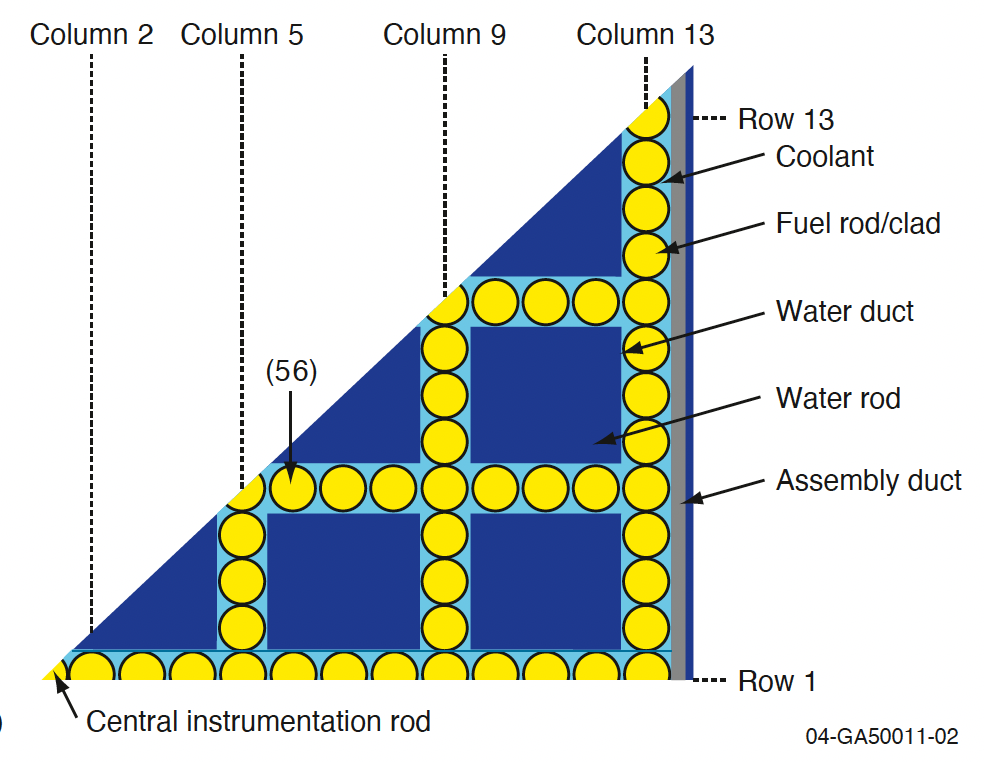 Column 2
Column 5
Column 9
Column 13
Row 13
Coolant
Fuel rod/clad
Water duct
(56)
Water rod
Assembly duct
Row 1
)
Central instrumentation rod
04-GA50011-02